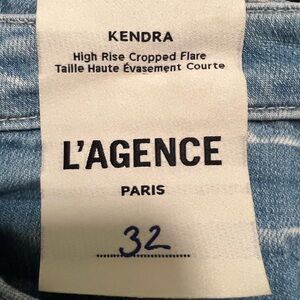 KENDRA
High Rise Cropped Flare
Taille Haute Évasement Courte
L'AGENCE
PARIS
32